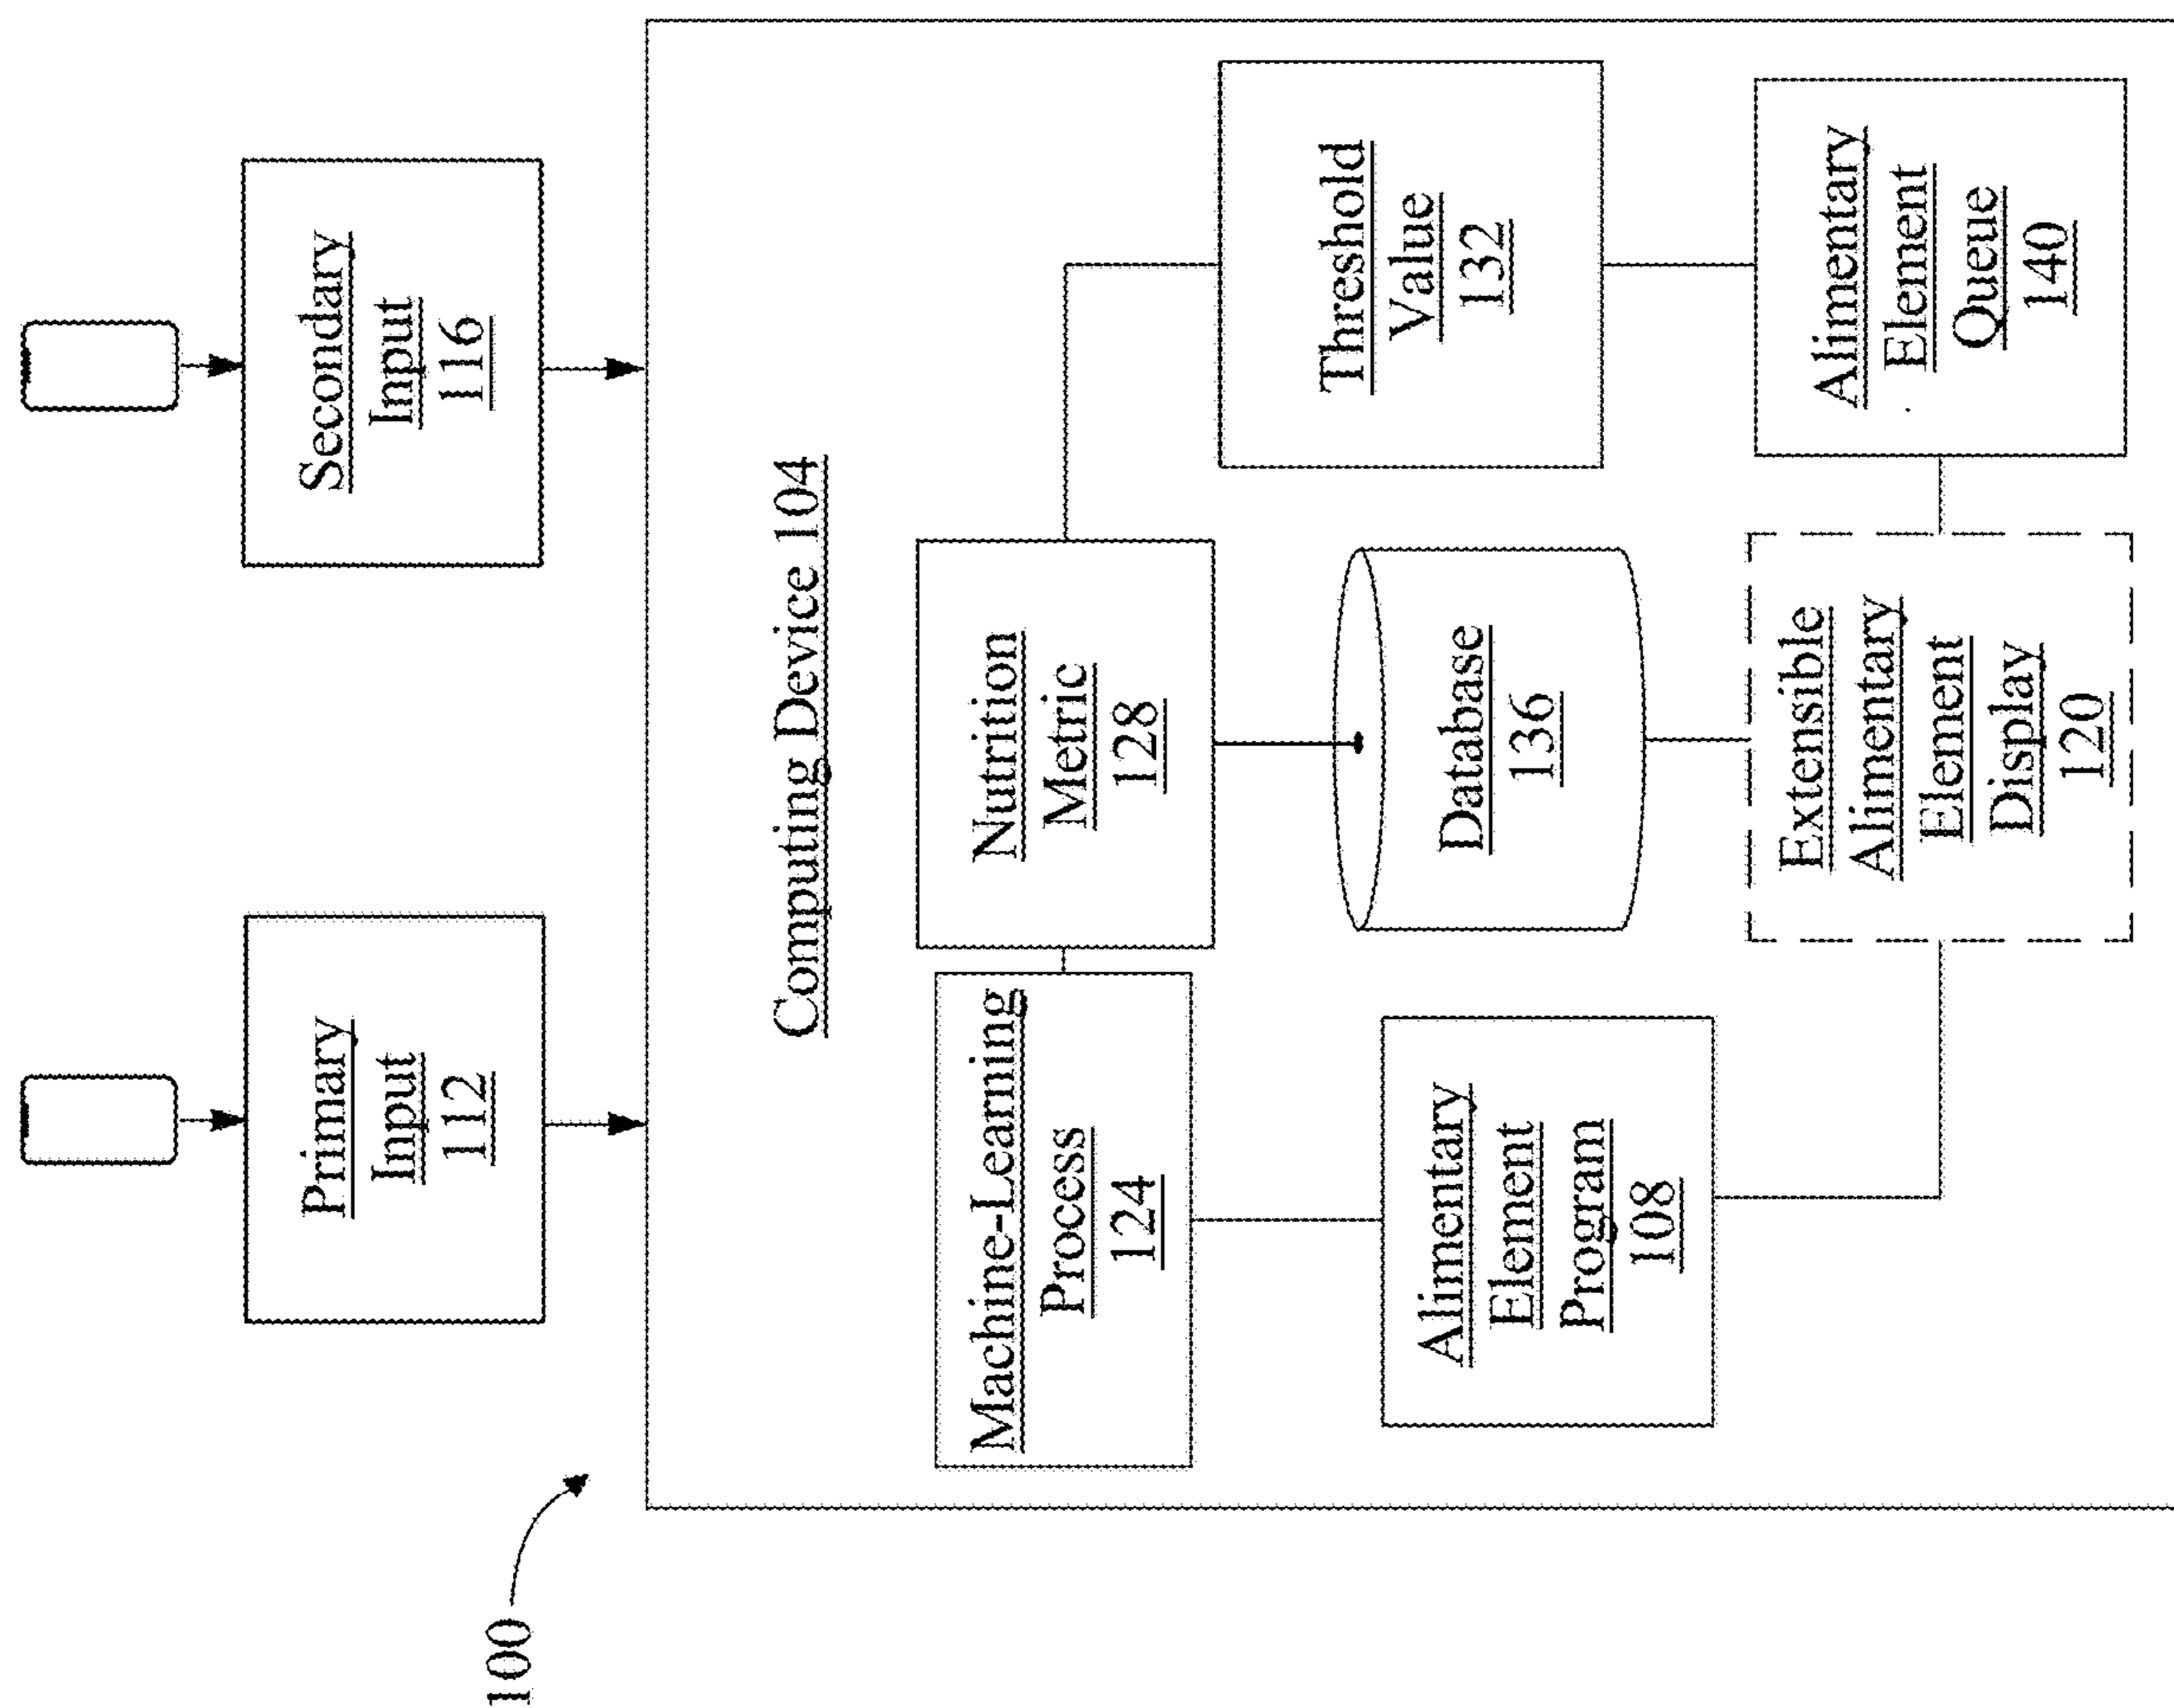 100
Primary
Input
112
Secondary
Input
116
Computing Device 104
Machine-Learning
Process
124
Nutrition
Metric
128
Threshold
Value
132
Alimentary
Element
Program
108
Database
136
Extensible
Alimentary
Element
Display
120
Alimentary
Element
Queue
140